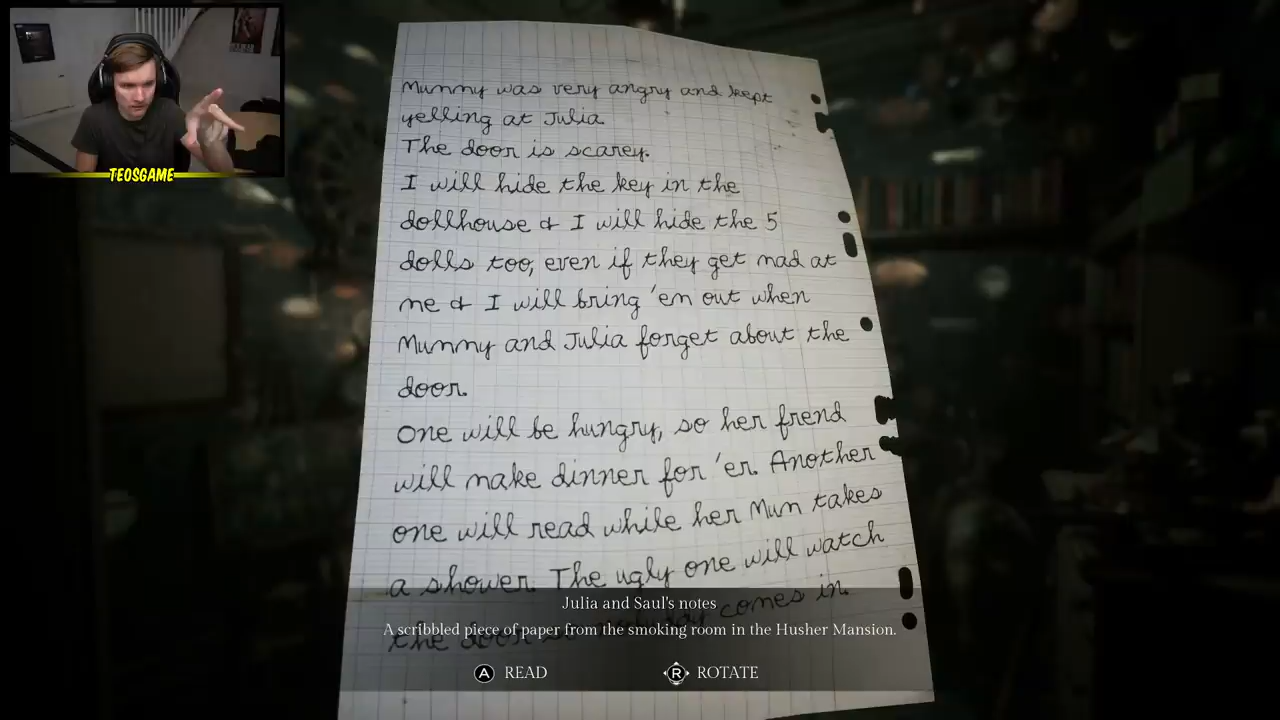 TEOSGAME
Mummy was very angry and kept
yelling at Julia
The door is scarey.
I will hide the key in the
dollhouse & I will hide the 5
dolls too, even if they get mad at
me & I will bring 'em out when
Mummy and Julia forget about the
door.
One will be hungry, so her frend
will make dinner for 'er. Another
one will read while her Mum takes
a shower. The ugly one will watch
the door comes in.
Julia and Saul's notes
A scribbled piece of paper from the smoking room in the Husher Mansion.
A READ R ROTATE